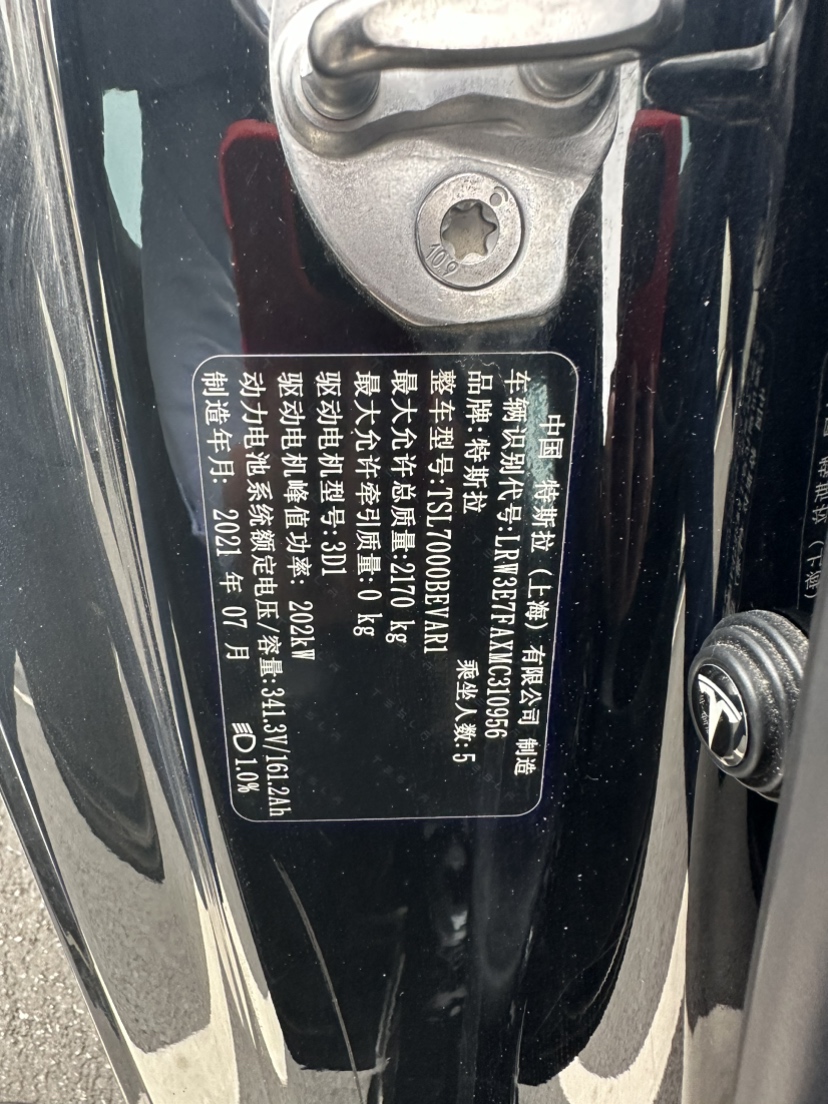 中国 特斯拉（上海）有限公司 制造
车辆识别代号:LRW3E7FAXMC310956
品牌:特斯拉 乘坐人数:5
整车型号:TSL7000BEVAR1
最大允许总质量:2170 kg
最大允许牵引质量:0 kg
驱动电机型号:3D1
驱动电机峰值功率: 202kW
动力电池系统额定电压/容量:341.3V/161.2Ah
制造年月: 2021 年 07 月 1.0%
109